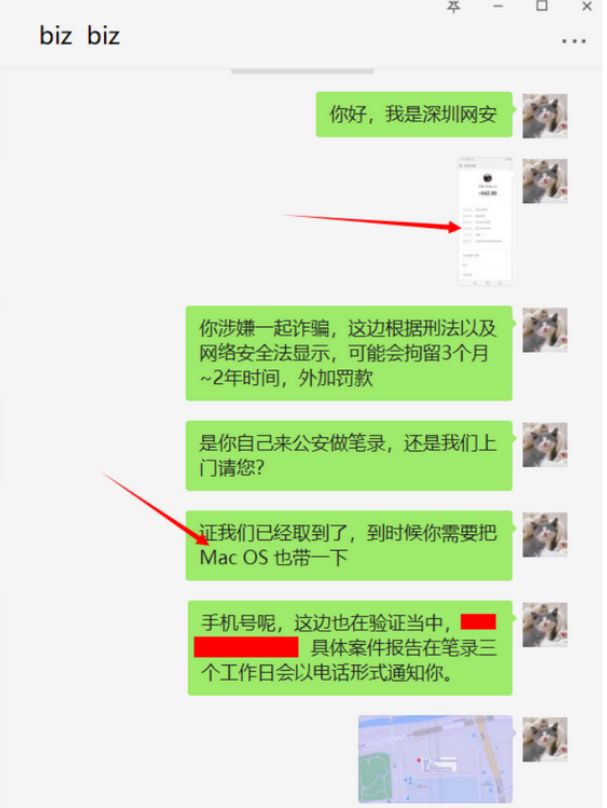 biz biz
你好，我是深圳网安
你涉嫌一起诈骗，这边根据刑法以及
网络安全法显示，可能会拘留3个月
~2年时间，外加罚款
是你自己来公安做笔录，还是我们上
门请您？
证我们已经取到了，到时候你需要把
Mac OS 也带一下
手机号呢，这边也在验证当中，
具体案件报告在笔录三
个工作日会以电话形式通知你。